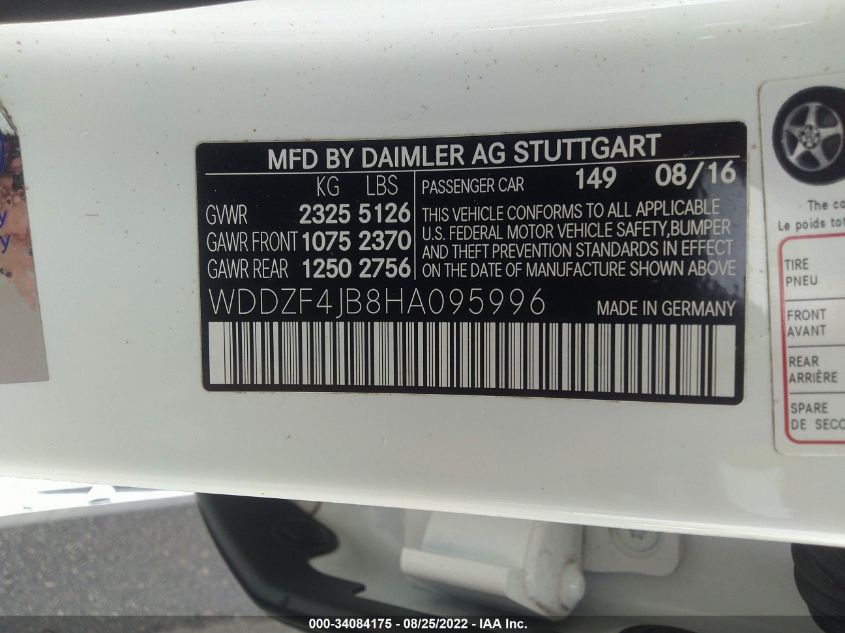 MFD BY DAIMLER AG STUTTGART
KG LBS
GVWR 2325 5126
GAWR FRONT 1075 2370
GAWR REAR 1250 2756
PASSENGER CAR 149 08/16
THIS VEHICLE CONFORMS TO ALL APPLICABLE
U.S. FEDERAL MOTOR VEHICLE SAFETY,BUMPER
AND THEFT PREVENTION STANDARDS IN EFFECT
ON THE DATE OF MANUFACTURE SHOWN ABOVE
WDDZF4JB8HA095996 MADE IN GERMANY
The
Le poids
TIRE
PNEU
FRONT
AVANT
REAR
ARRIÈRE
SPARE
DE
000-34084175 - 08/25/2022 - IAA Inc.